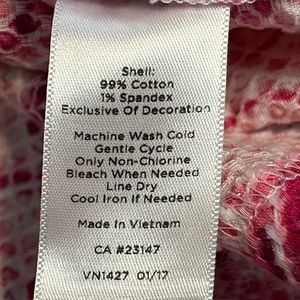 Shell:
99% Cotton
1% Spandex
Exclusive Of Decoration
Machine Wash Cold
Gentle Cycle
Only Non-Chlorine
Bleach When Needed
Line Dry
Cool Iron If Needed
Made In Vietnam
CA #23147
VN1427 01/17